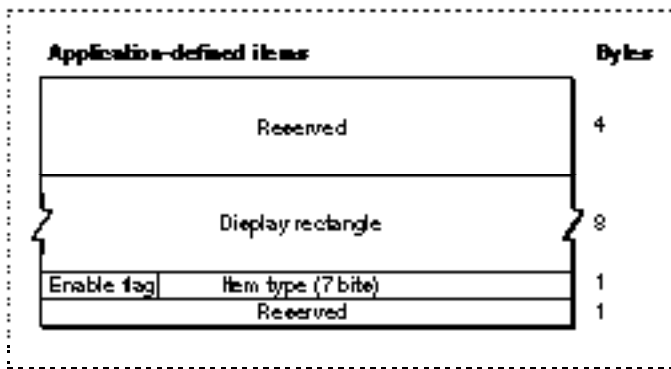 Application-defined items Bytes
Reserved 4
Display rectangle 8
Enable flag Item type (7 bits) 1
Reserved 1